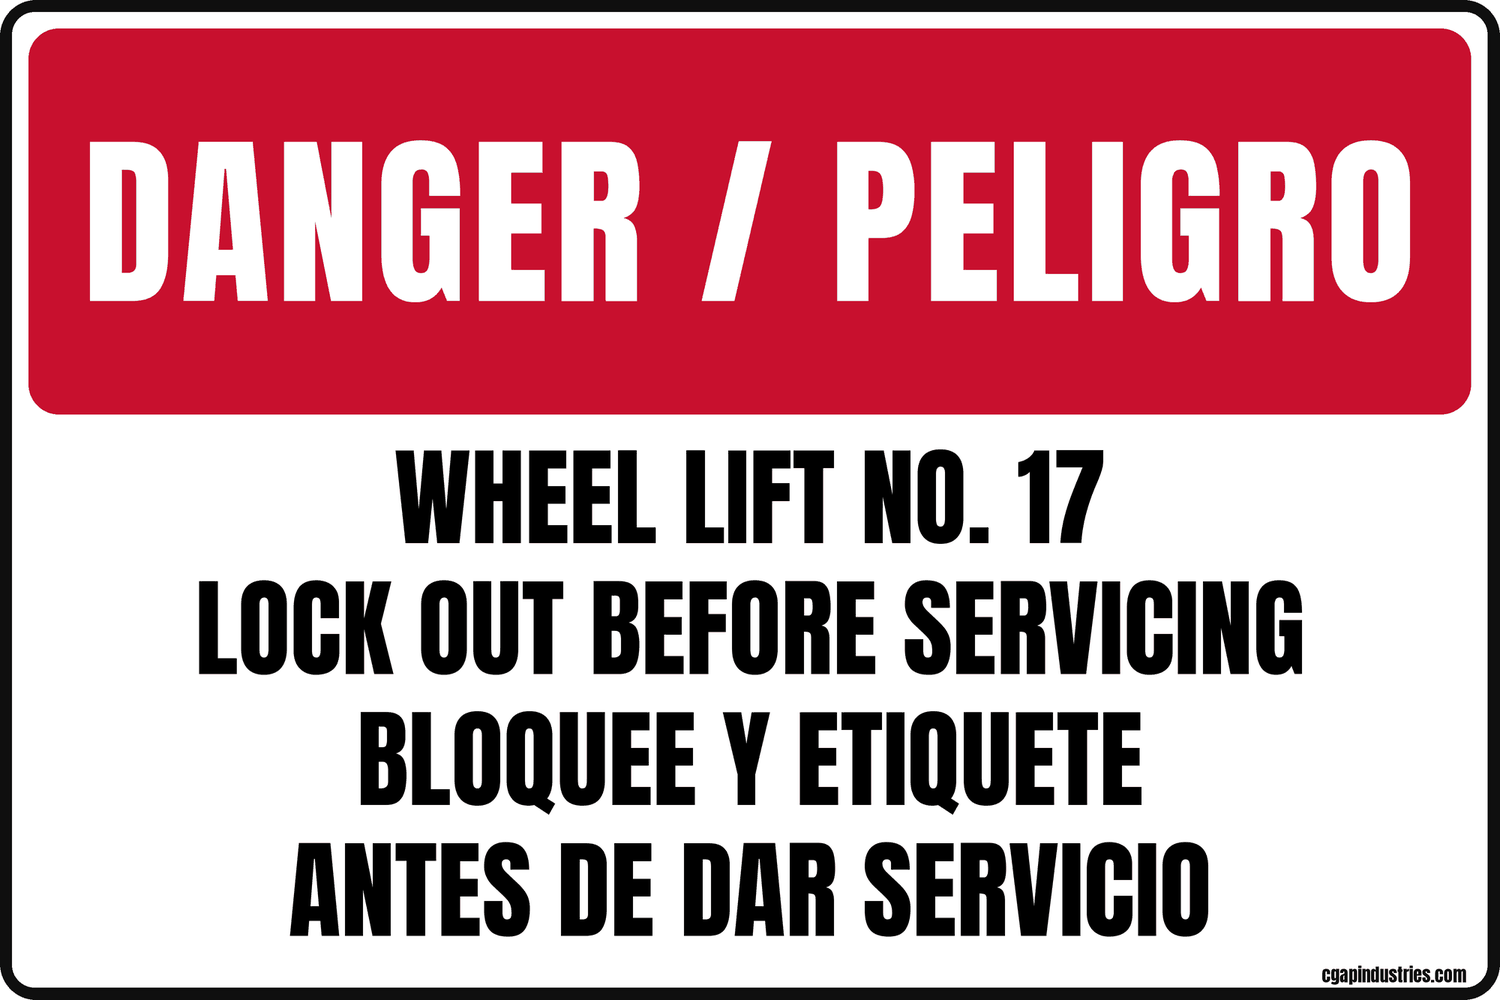 DANGER / PELIGRO
WHEEL LIFT NO. 17
LOCK OUT BEFORE SERVICING
BLOQUEE Y ETIQUETE
ANTES DE DAR SERVICIO
cgapindustries.com